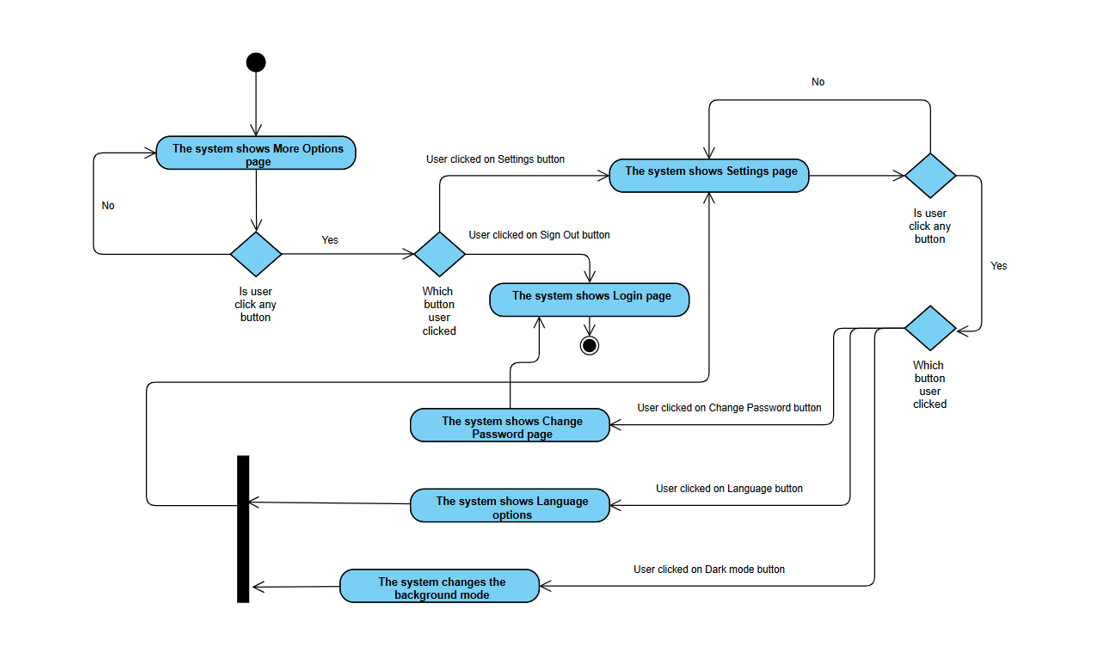 No
The system shows More Options
page
User clicked on Settings button
The system shows Settings page
No
Is user
click any
button
User clicked on Sign Out button
Yes
Yes
Is user
click any
button
Which
button
user
clicked
The system shows Login page
Which
button
user
clicked
User clicked on Change Password button
The system shows Change
Password page
User clicked on Language button
The system shows Language
options
User clicked on Dark mode button
The system changes the
background mode